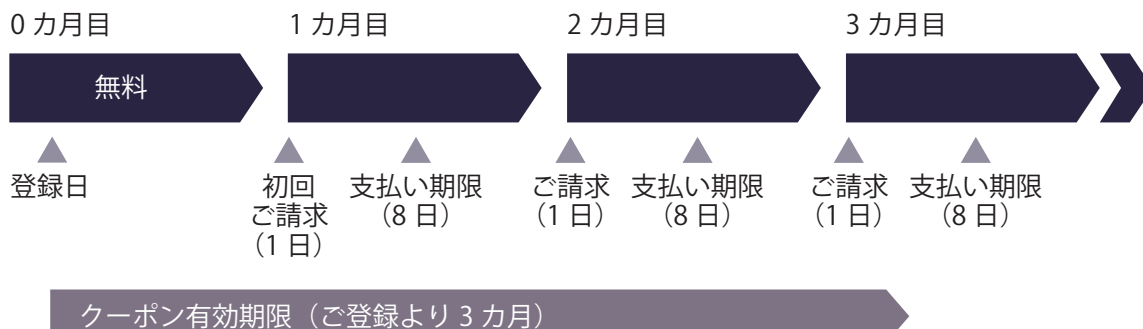 0 カ月目
1 カ月目
2 カ月目
3 カ月目
無料
登録日
初回
ご請求
（1 日）
支払い期限
（8 日）
ご請求
（1 日）
支払い期限
（8 日）
ご請求
（1 日）
支払い期限
（8 日）
クーポン有効期限（ご登録より 3 カ月）